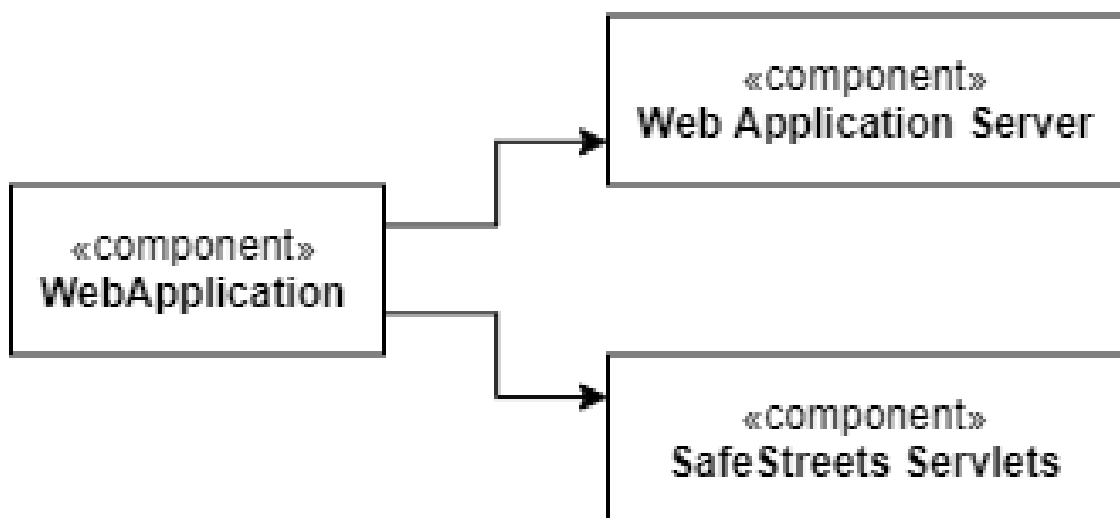 «component»
Web Application Server
«component»
WebApplication
«component»
SafeStreets Servlets